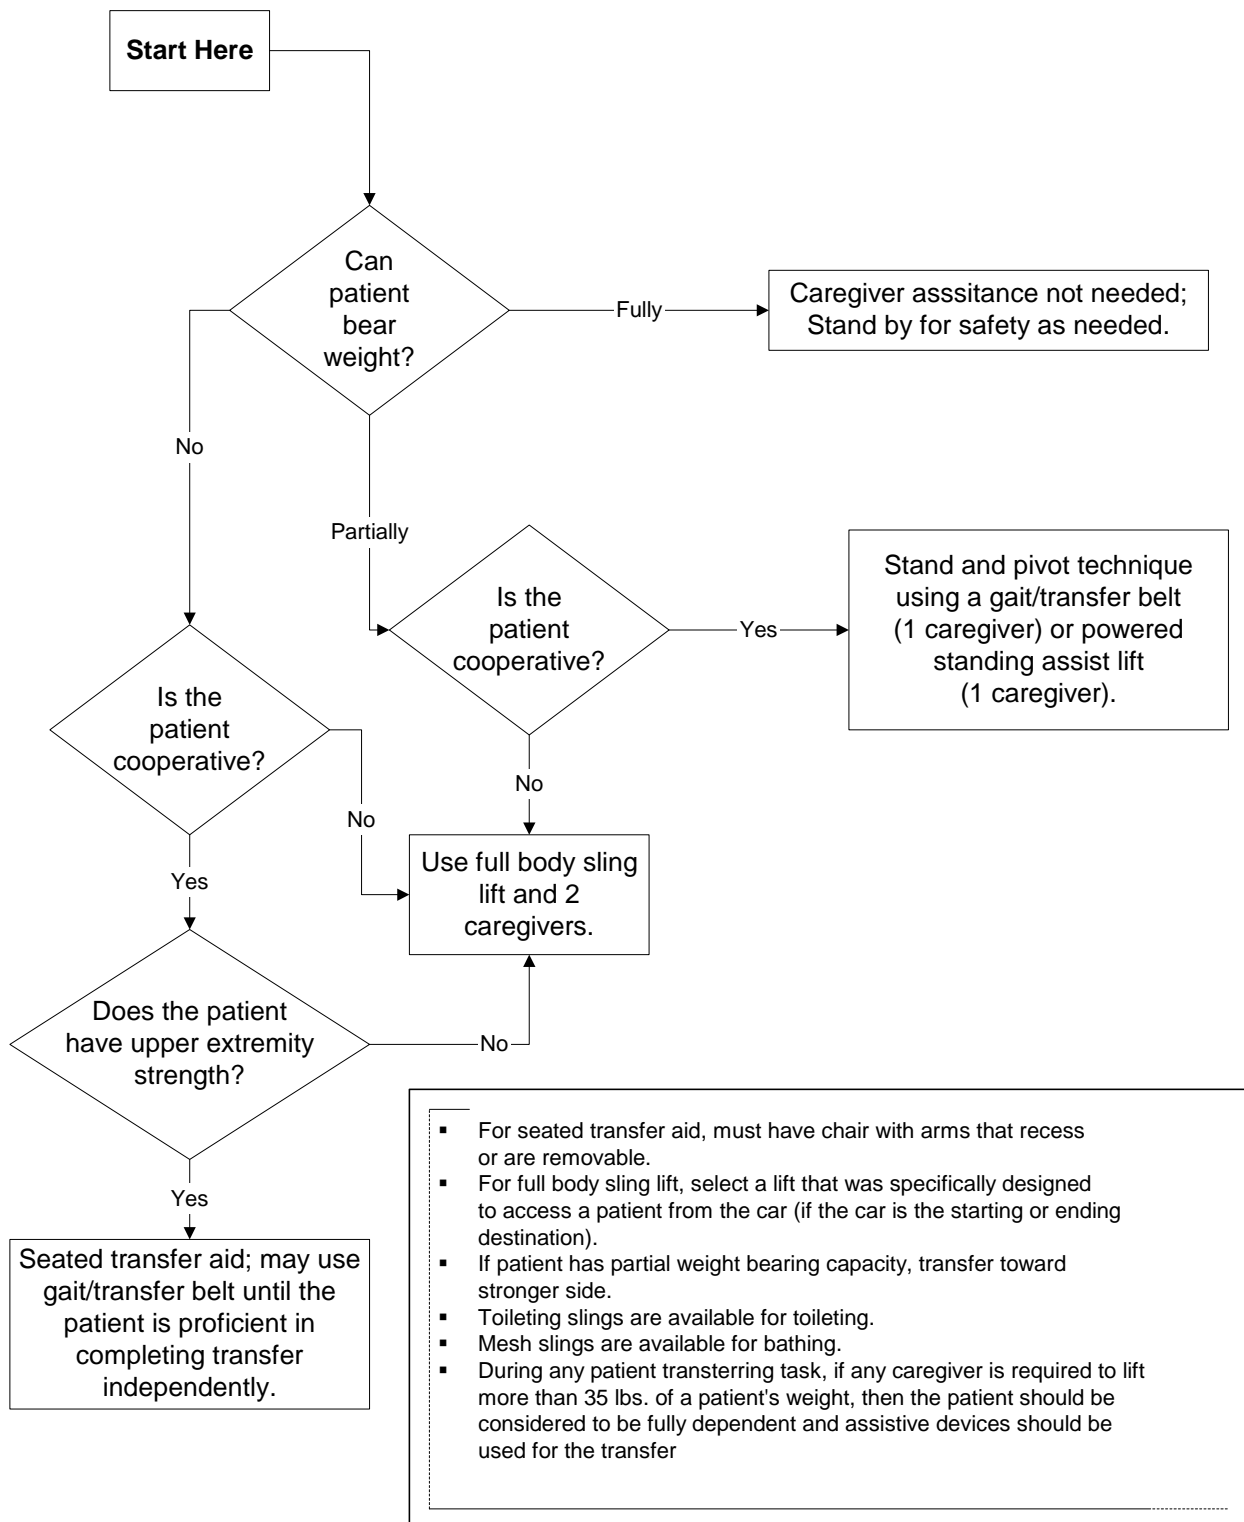 Start Here
Can
patient
bear
weight?
Fully
Caregiver asssitance not needed;
Stand by for safety as needed.
No
Partially
Is the
patient
cooperative?
Yes
Stand and pivot technique
using a gait/transfer belt
(1 caregiver) or powered
standing assist lift
(1 caregiver).
Is the
patient
cooperative?
No
No
Use full body sling
lift and 2
caregivers.
Yes
Does the patient
have upper extremity
strength?
No
Yes
Seated transfer aid; may use
gait/transfer belt until the
patient is proficient in
completing transfer
independently.
▪ For seated transfer aid, must have chair with arms that recess
or are removable.
▪ For full body sling lift, select a lift that was specifically designed
to access a patient from the car (if the car is the starting or ending
destination).
▪ If patient has partial weight bearing capacity, transfer toward
stronger side.
▪ Toileting slings are available for toileting.
▪ Mesh slings are available for bathing.
▪ During any patient transterring task, if any caregiver is required to lift
more than 35 lbs. of a patient's weight, then the patient should be
considered to be fully dependent and assistive devices should be
used for the transfer